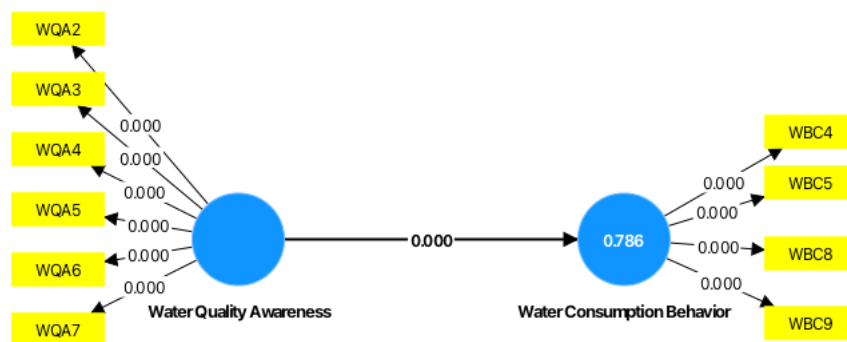 WQA2
WQA3
WQA4
WQA5
WQA6
WQA7
0.000
0.000
0.000
0.000
0.000
0.000
Water Quality Awareness
0.000
0.786
Water Consumption Behavior
0.000
0.000
0.000
0.000
WBC4
WBC5
WBC8
WBC9